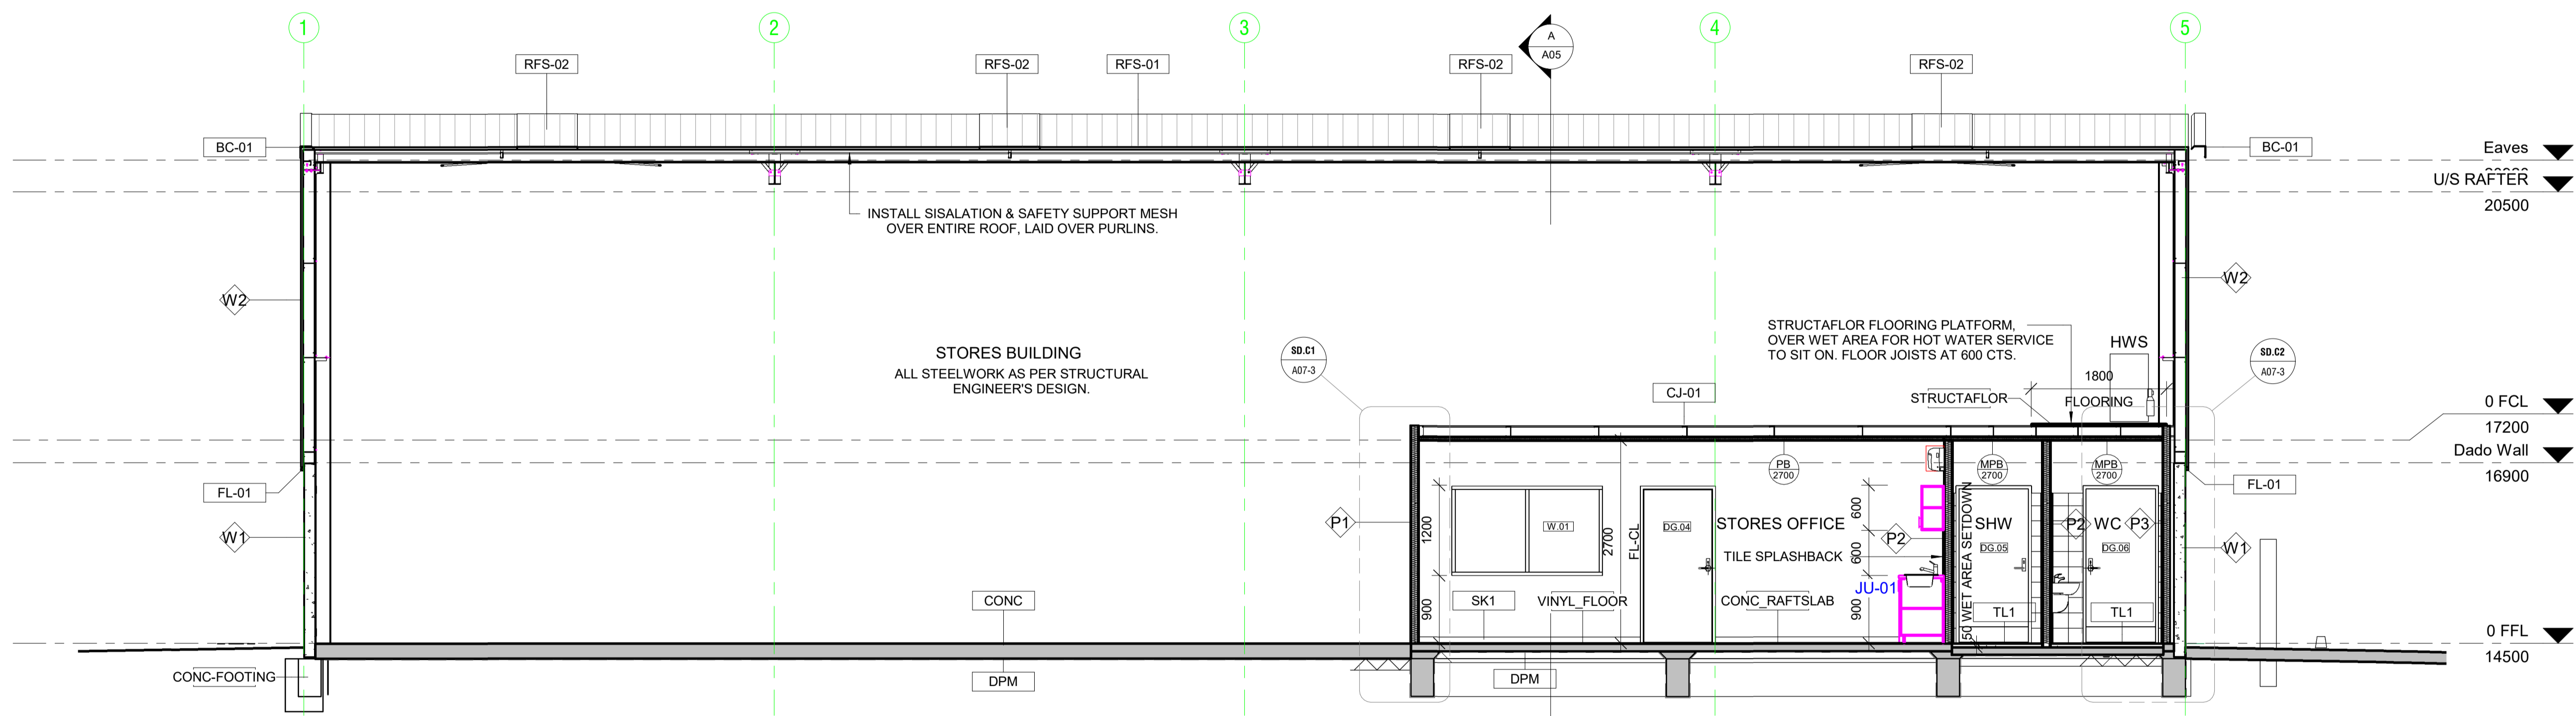 1
2
3
4
5
A
A05
RFS-02
RFS-02
RFS-01
RFS-02
RFS-02
BC-01
BC-01
Eaves
U/S RAFTER
20500
INSTALL SISALATION & SAFETY SUPPORT MESH
OVER ENTIRE ROOF, LAID OVER PURLINS.
W2
W2
STRUCTAFLOR FLOORING PLATFORM,
OVER WET AREA FOR HOT WATER SERVICE
TO SIT ON. FLOOR JOISTS AT 600 CTS.
HWS
STORES BUILDING
ALL STEELWORK AS PER STRUCTURAL
ENGINEER'S DESIGN.
SD.C1
A07-3
SD.C2
A07-3
1800
CJ-01
STRUCTAFLOR
FLOORING
0 FCL
17200
Dado Wall
16900
PB
2700
MPB
2700
MPB
2700
FL-01
FL-01
W1
W1
P1
1200
900
W.01
2700
FL-CL
DG.04
STORES OFFICE
TILE SPLASHBACK
600
600
900
P2
JU-01
50 WET AREA SETDOWN
SHW
DG.05
P2
WC
P3
DG.06
TL1
TL1
CONC
SK1
VINYL_FLOOR
CONC_RAFTSLAB
0 FFL
14500
CONC-FOOTING
DPM
DPM